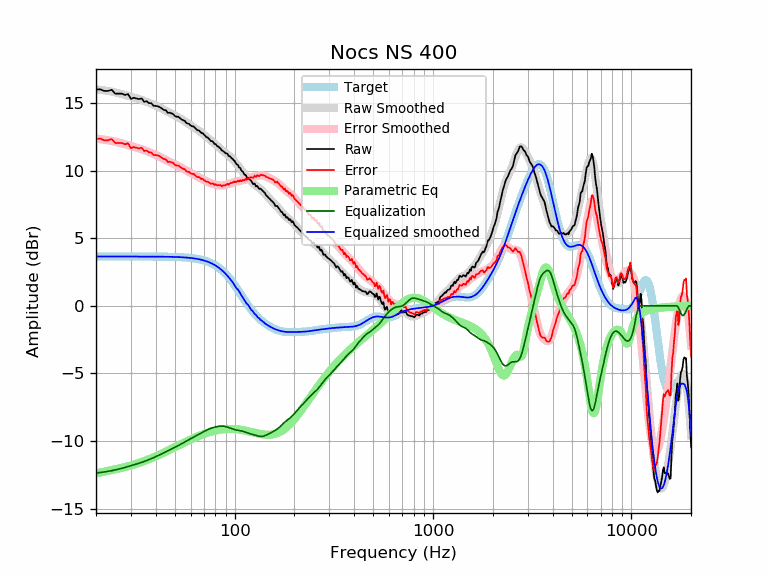 Nocs NS 400
Target
Raw Smoothed
Error Smoothed
Raw
Error
Parametric Eq
Equalization
Equalized smoothed
Amplitude (dBr)
15
10
5
0
−5
−10
−15
100 1000 10000
Frequency (Hz)